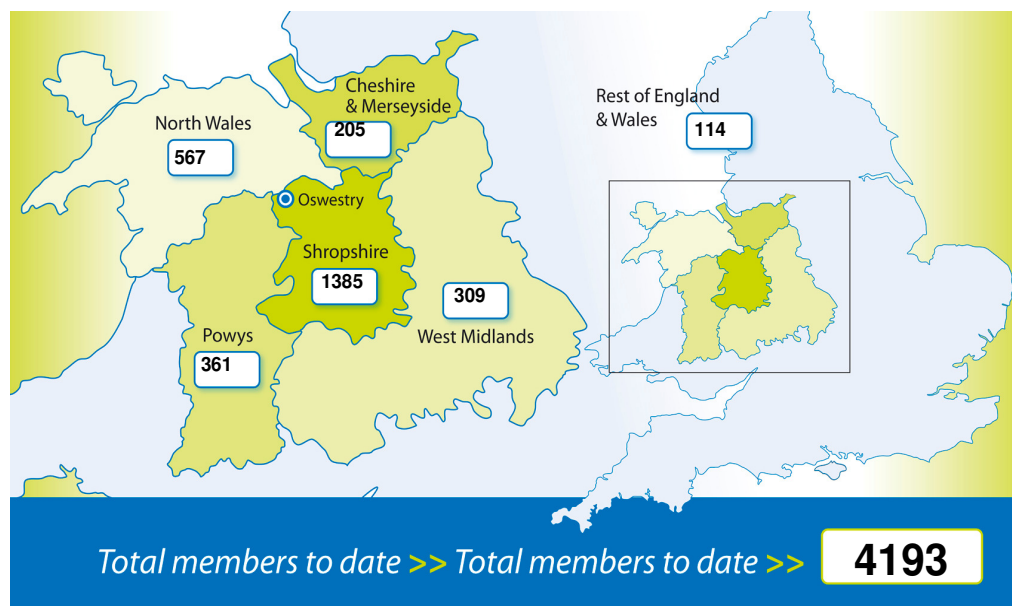 Cheshire
& Merseyside
205
North Wales
567
Rest of England
& Wales
114
Oswestry
Shropshire
1385
309
West Midlands
Powys
361
Total members to date >> Total members to date >> 4193